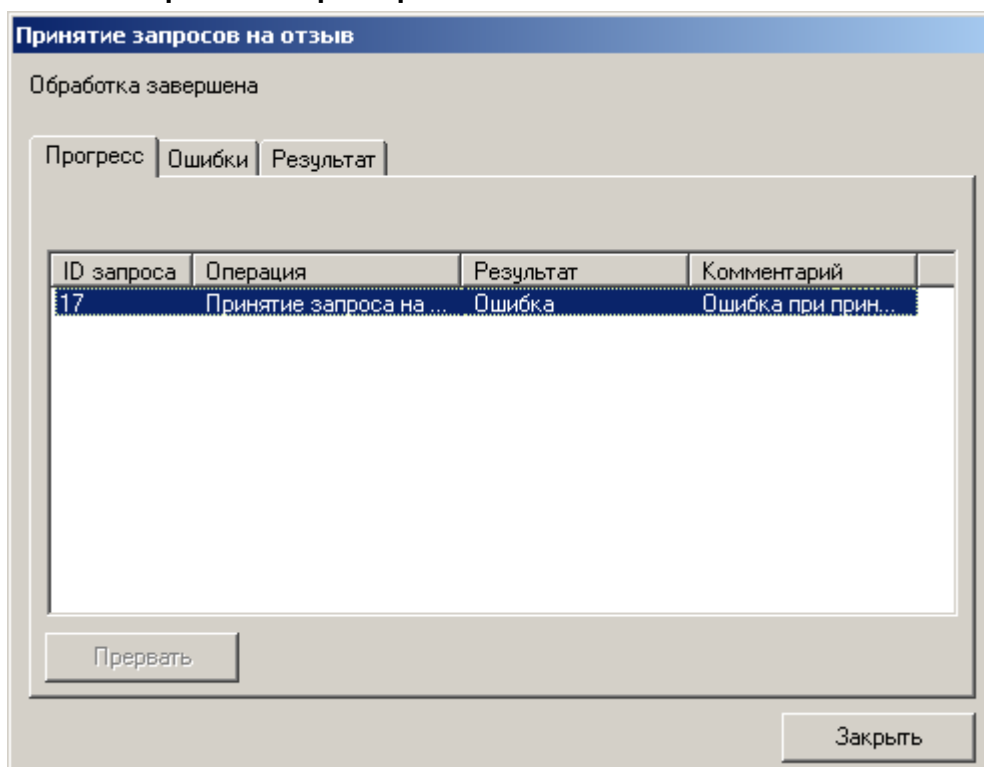 Принятие запросов на отзыв
Обработка завершена
Прогресс Ошибки Результат
ID запроса Операция Результат Комментарий
17 Принятие запроса на ... Ошибка Ошибка при прин...
Прервать
Закрыть